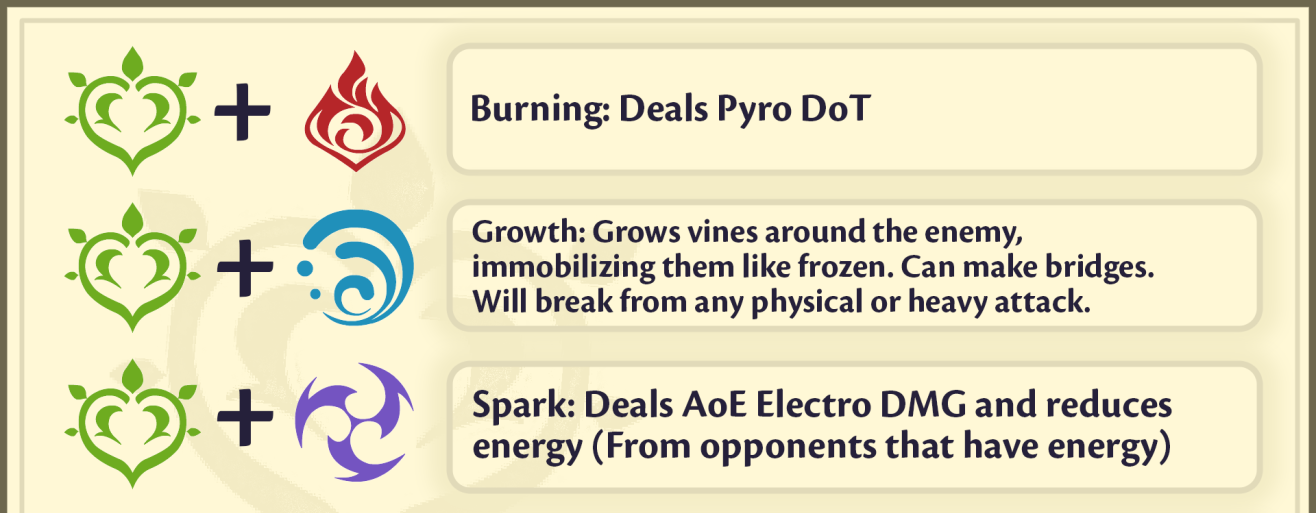 Burning: Deals Pyro DoT
Growth: Grows vines around the enemy,
immobilizing them like frozen. Can make bridges.
Will break from any physical or heavy attack.
Spark: Deals AoE Electro DMG and reduces
energy (From opponents that have energy)